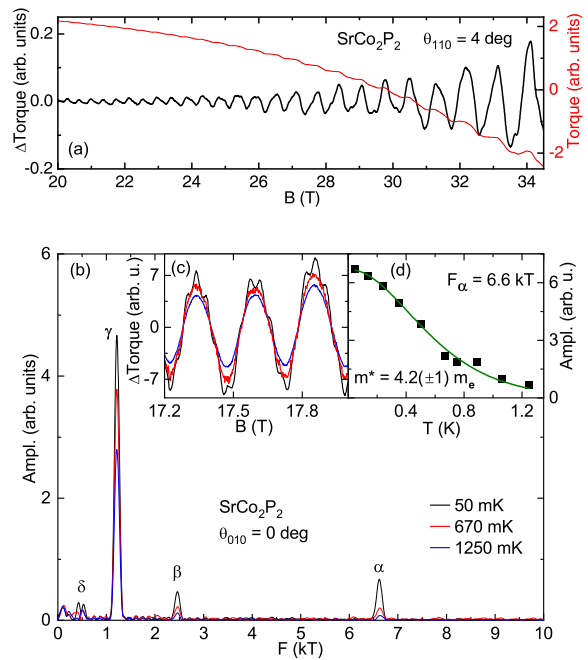 0.2
0.0
-0.2
ΔTorque (arb. units)
SrCo₂P₂ θ₁₁₀ = 4 deg
(a)
2
0
-2
Torque (arb. units)
20 22 24 26 28 30 32 34
B (T)
6
4
2
0
Ampl. (arb. units)
(b)
γ
δ
β
α
SrCo₂P₂
θ₀₁₀ = 0 deg
50 mK
670 mK
1250 mK
0 1 2 3 4 5 6 7 8 9 10
F (kT)
(c)
7
0
-7
ΔTorque (arb. u.)
17.2 17.5 17.8
B (T)
(d)
Fα = 6.6 kT
m* = 4.2(±1) mₑ
0.4 0.8 1.2
T (K)
6
4
2
0
Ampl. (arb. u.)